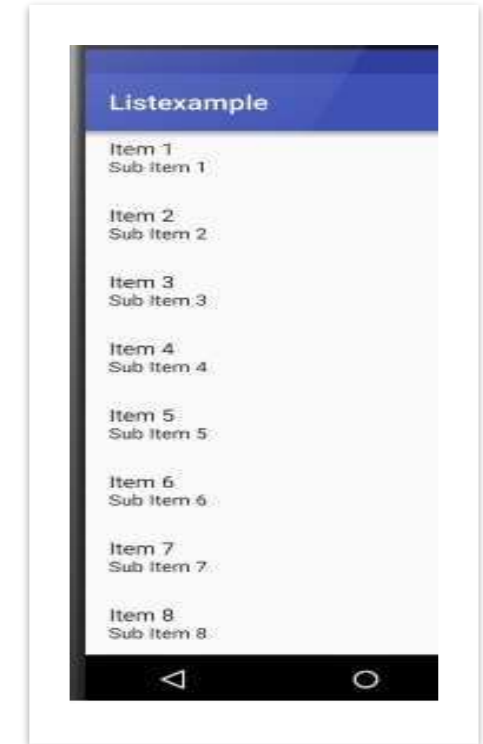 Listexample
Item 1
Sub Item 1
Item 2
Sub Item 2
Item 3
Sub Item 3
Item 4
Sub Item 4
Item 5
Sub Item 5
Item 6
Sub Item 6
Item 7
Sub Item 7
Item 8
Sub Item 8